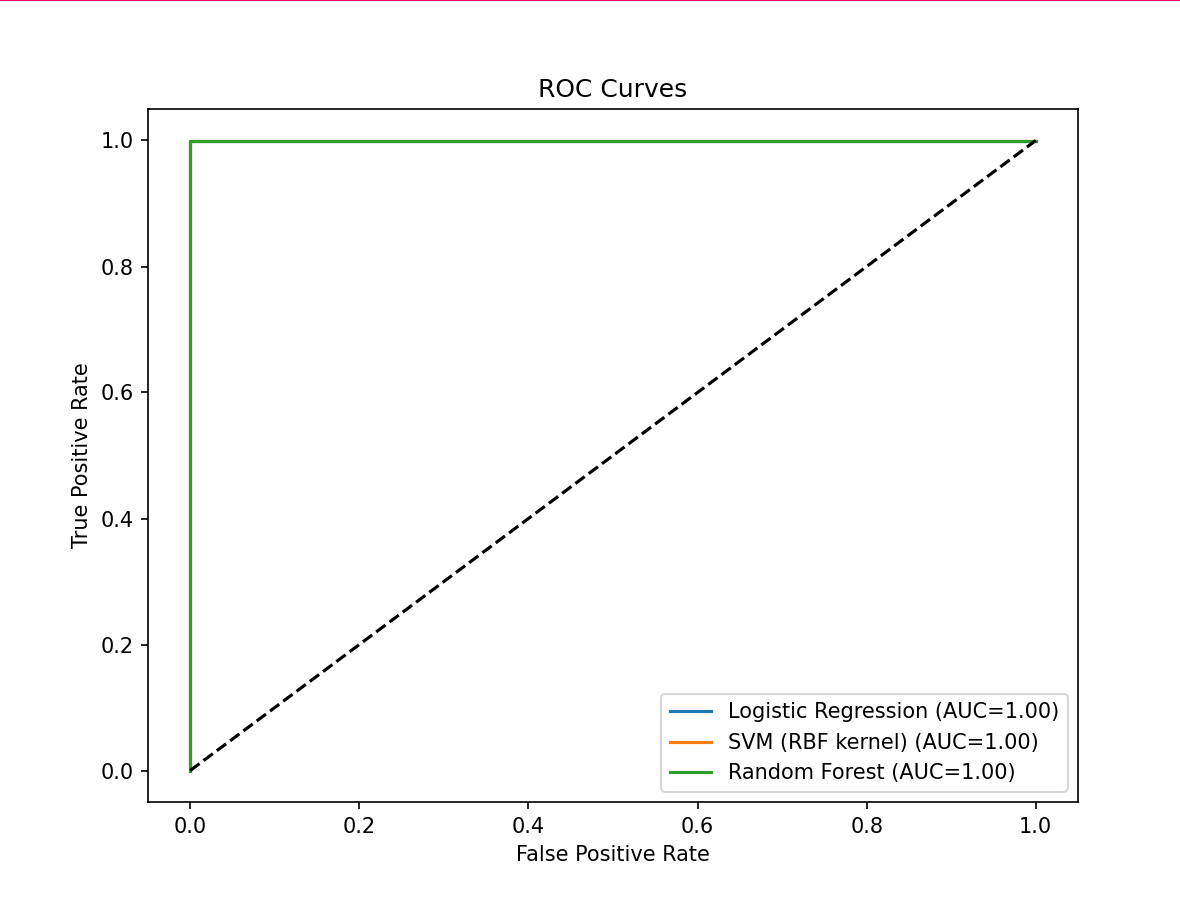 ROC Curves
1.0
0.8
0.6
0.4
0.2
0.0
True Positive Rate
Logistic Regression (AUC=1.00)
SVM (RBF kernel) (AUC=1.00)
Random Forest (AUC=1.00)
0.0 0.2 0.4 0.6 0.8 1.0
False Positive Rate